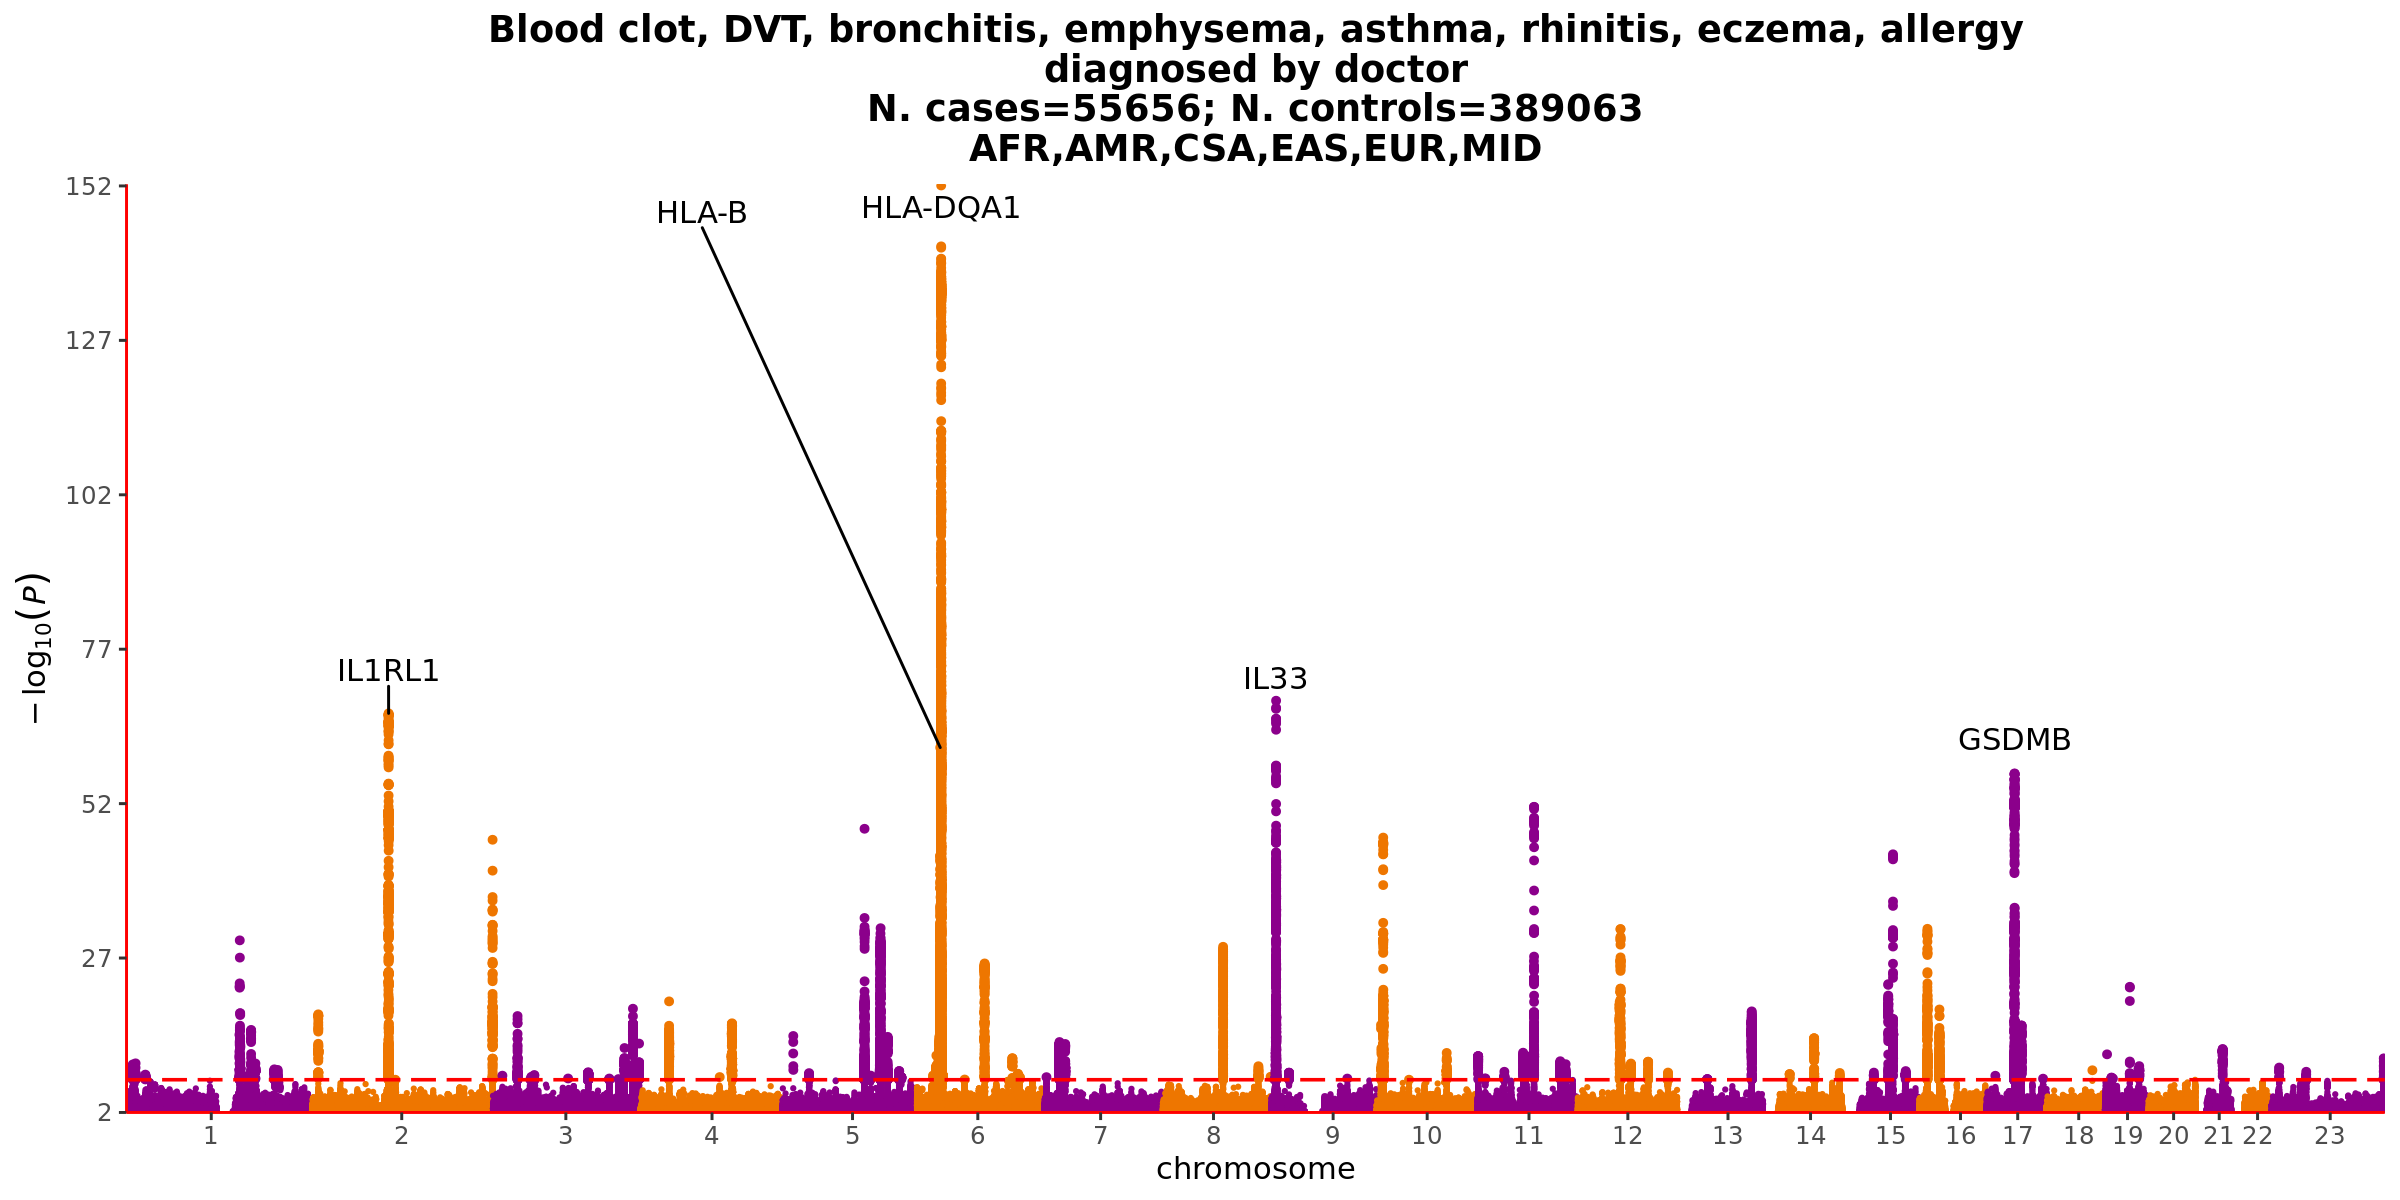 Blood clot, DVT, bronchitis, emphysema, asthma, rhinitis, eczema, allergy
diagnosed by doctor
N. cases=55656; N. controls=389063
AFR,AMR,CSA,EAS,EUR,MID
152
HLA-B
HLA-DQA1
127
102
77
IL1RL1
IL33
GSDMB
52
27
2
−log₁₀(P)
1 2 3 4 5 6 7 8 9 10 11 12 13 14 15 16 17 18 19 20 21 22 23
chromosome